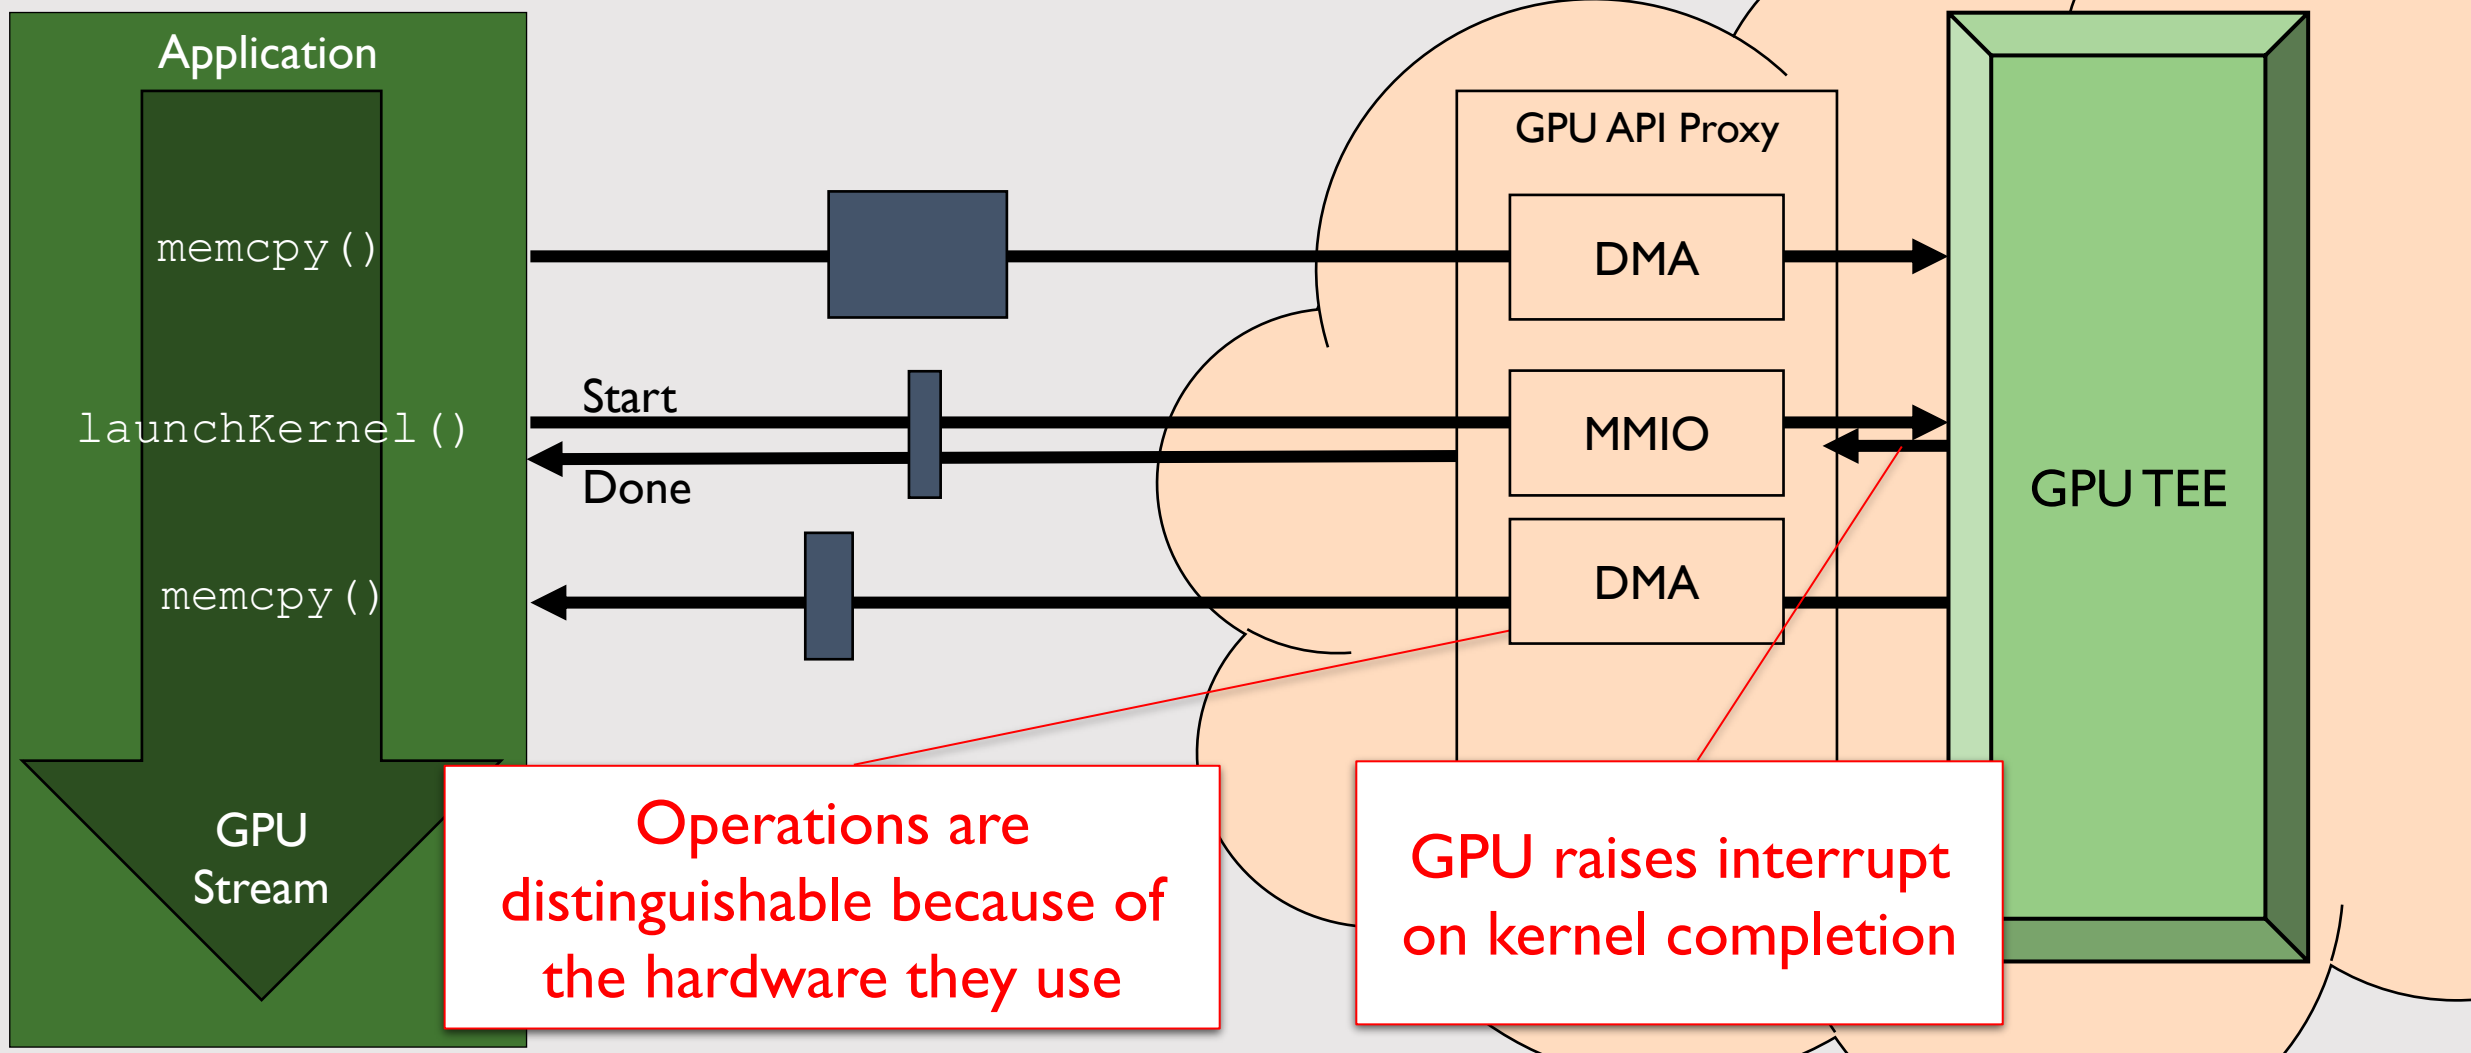 Application
GPU API Proxy
memcpy()
DMA
Start
launchKernel()
MMIO
Done
GPU TEE
memcpy()
DMA
GPU
Stream
Operations are
distinguishable because of
the hardware they use
GPU raises interrupt
on kernel completion